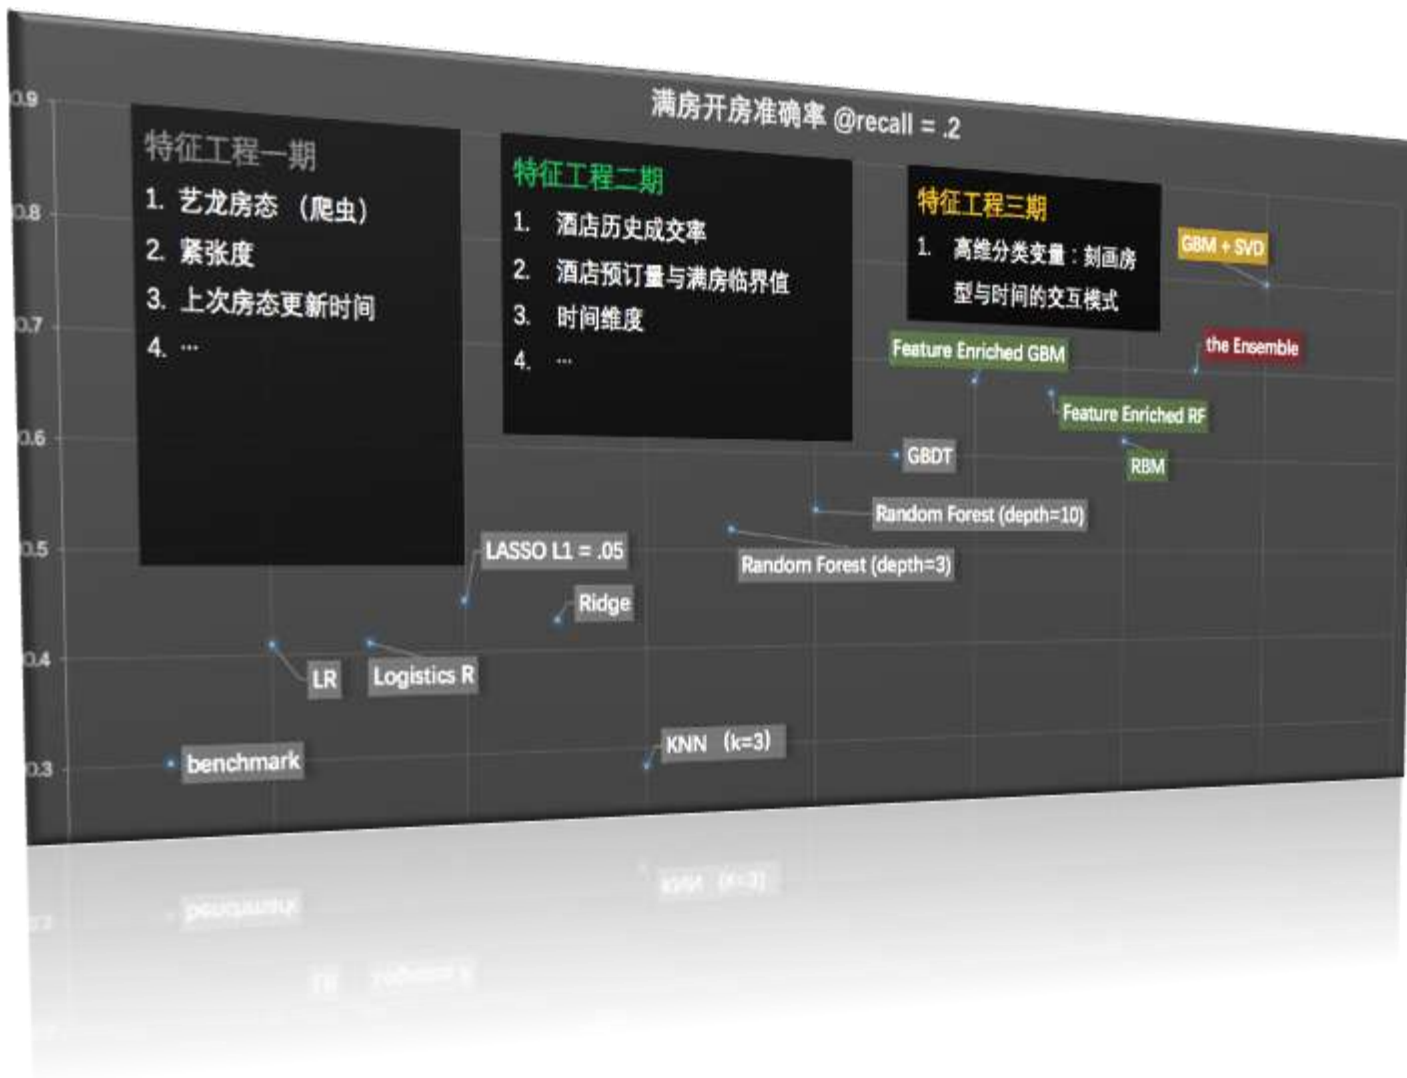 满房开房准确率 @recall = .2
0.9
0.8
0.7
0.6
0.5
0.4
0.3
特征工程一期
1. 艺龙房态 （爬虫）
2. 紧张度
3. 上次房态更新时间
4. ...
特征工程二期
1. 酒店历史成交率
2. 酒店预订量与满房临界值
3. 时间维度
4. ...
特征工程三期
1. 高维分类变量：刻画房
型与时间的交互模式
GBM + SVD
the Ensemble
Feature Enriched GBM
Feature Enriched RF
RBM
GBDT
Random Forest (depth=10)
Random Forest (depth=3)
LASSO L1 = .05
Ridge
LR
Logistics R
KNN （k=3）
benchmark